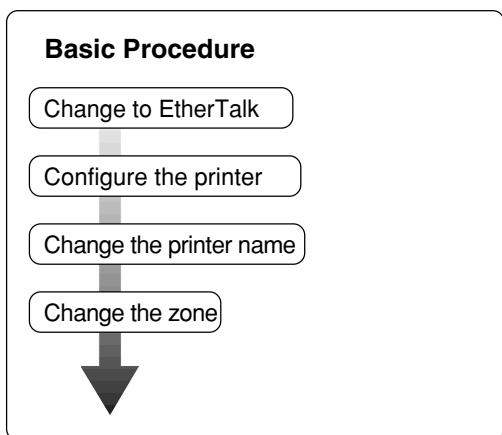 Basic Procedure
Change to EtherTalk
Configure the printer
Change the printer name
Change the zone